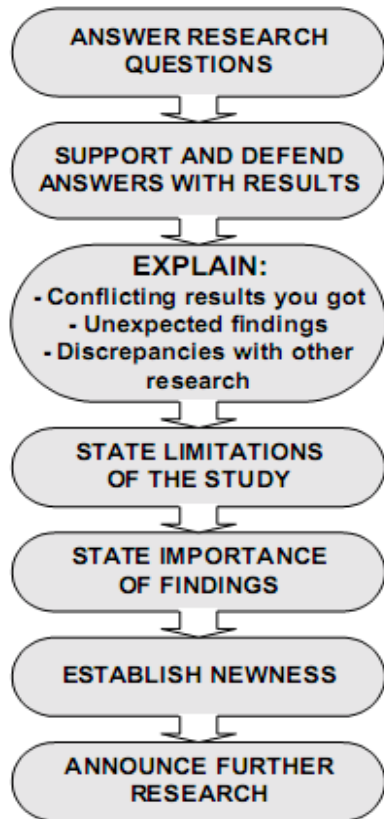 ANSWER RESEARCH
QUESTIONS
SUPPORT AND DEFEND
ANSWERS WITH RESULTS
EXPLAIN:
- Conflicting results you got
- Unexpected findings
- Discrepancies with other
research
STATE LIMITATIONS
OF THE STUDY
STATE IMPORTANCE
OF FINDINGS
ESTABLISH NEWNESS
ANNOUNCE FURTHER
RESEARCH